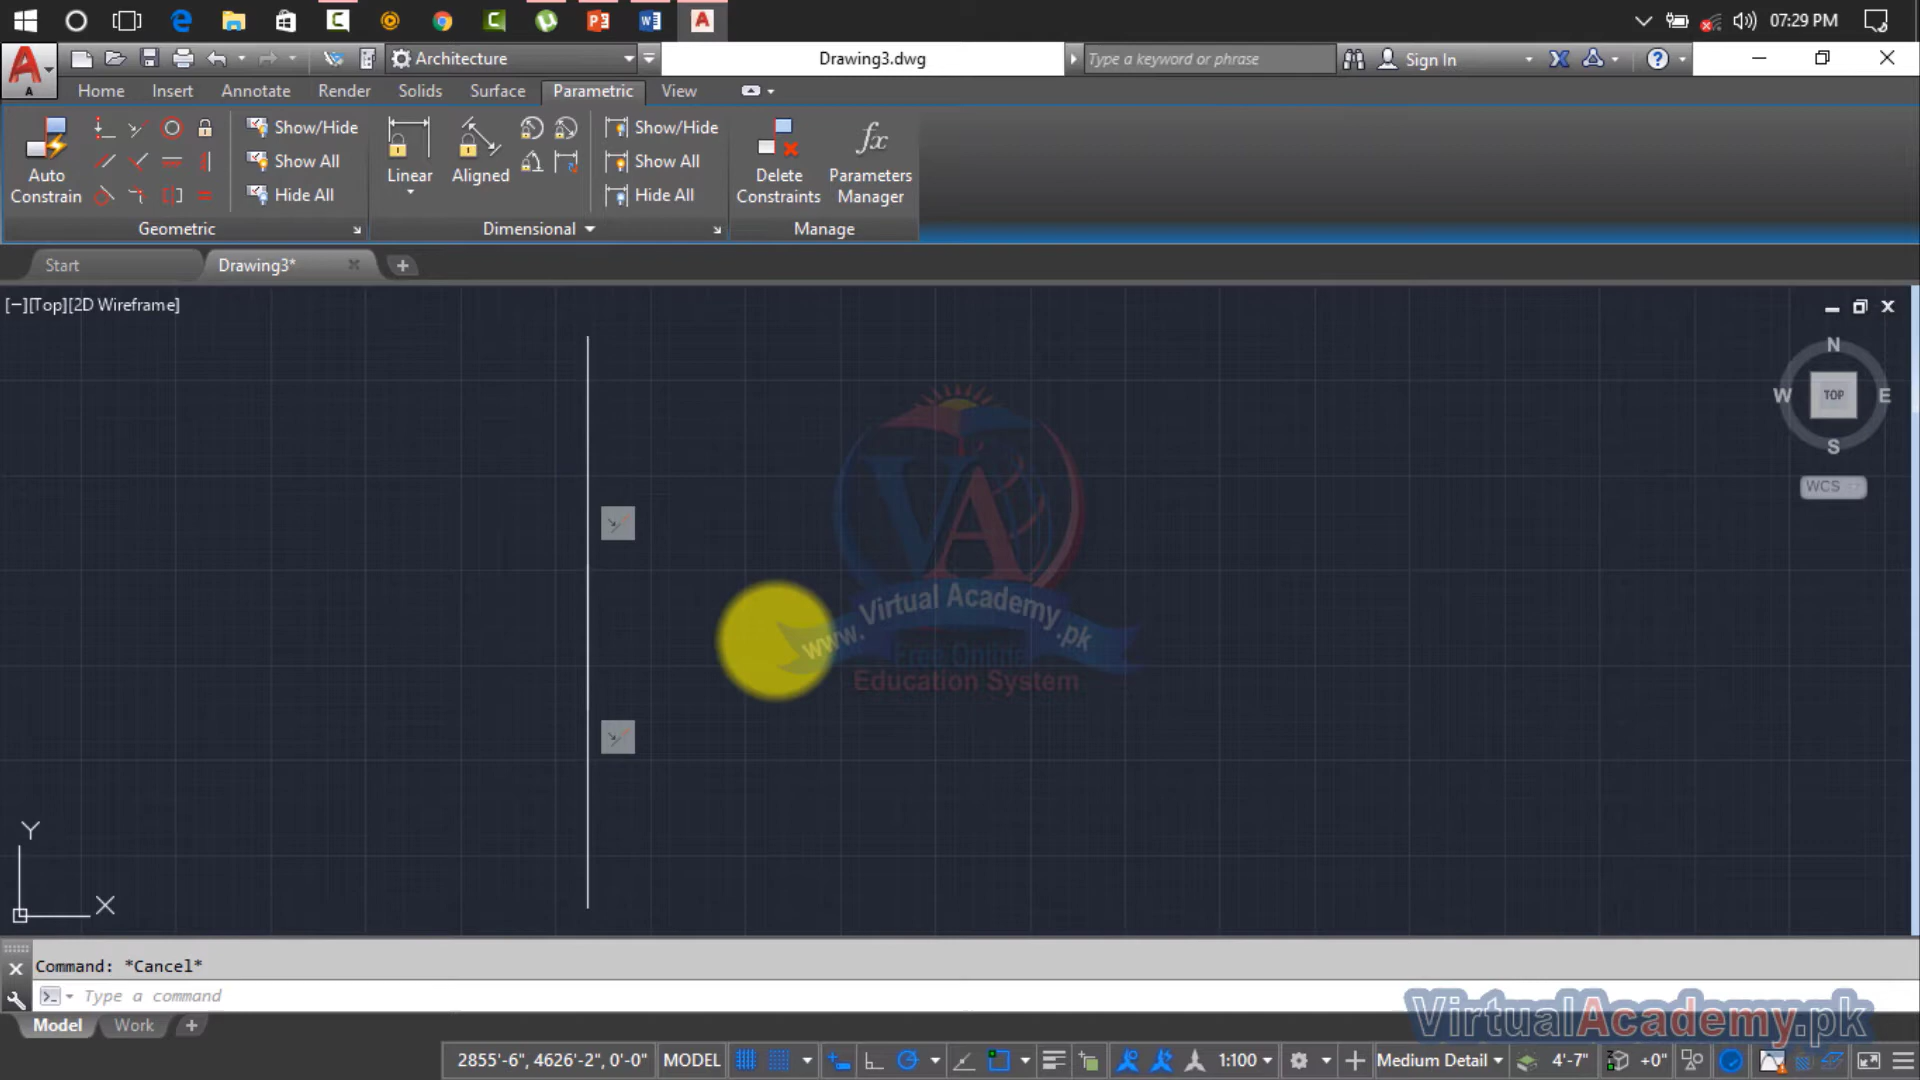 07:29 PM
Architecture
Drawing3.dwg
Type a keyword or phrase
Sign In
A
Home
Insert
Annotate
Render
Solids
Surface
Parametric
View
Auto Constrain
Show/Hide
Show All
Hide All
Linear
Aligned
Show/Hide
Show All
Hide All
Delete Constraints
fx
Parameters Manager
Geometric
Dimensional
Manage
Start
Drawing3*
[−][Top][2D Wireframe]
N
W
TOP
E
S
WCS
VA
www. Virtual Academy .pk
Free Online
Education System
Y
X
Command: *Cancel*
Type a command
VirtualAcademy.pk
Model
Work
2855'-6", 4626'-2", 0'-0"
MODEL
1:100
Medium Detail
4'-7"
+0"